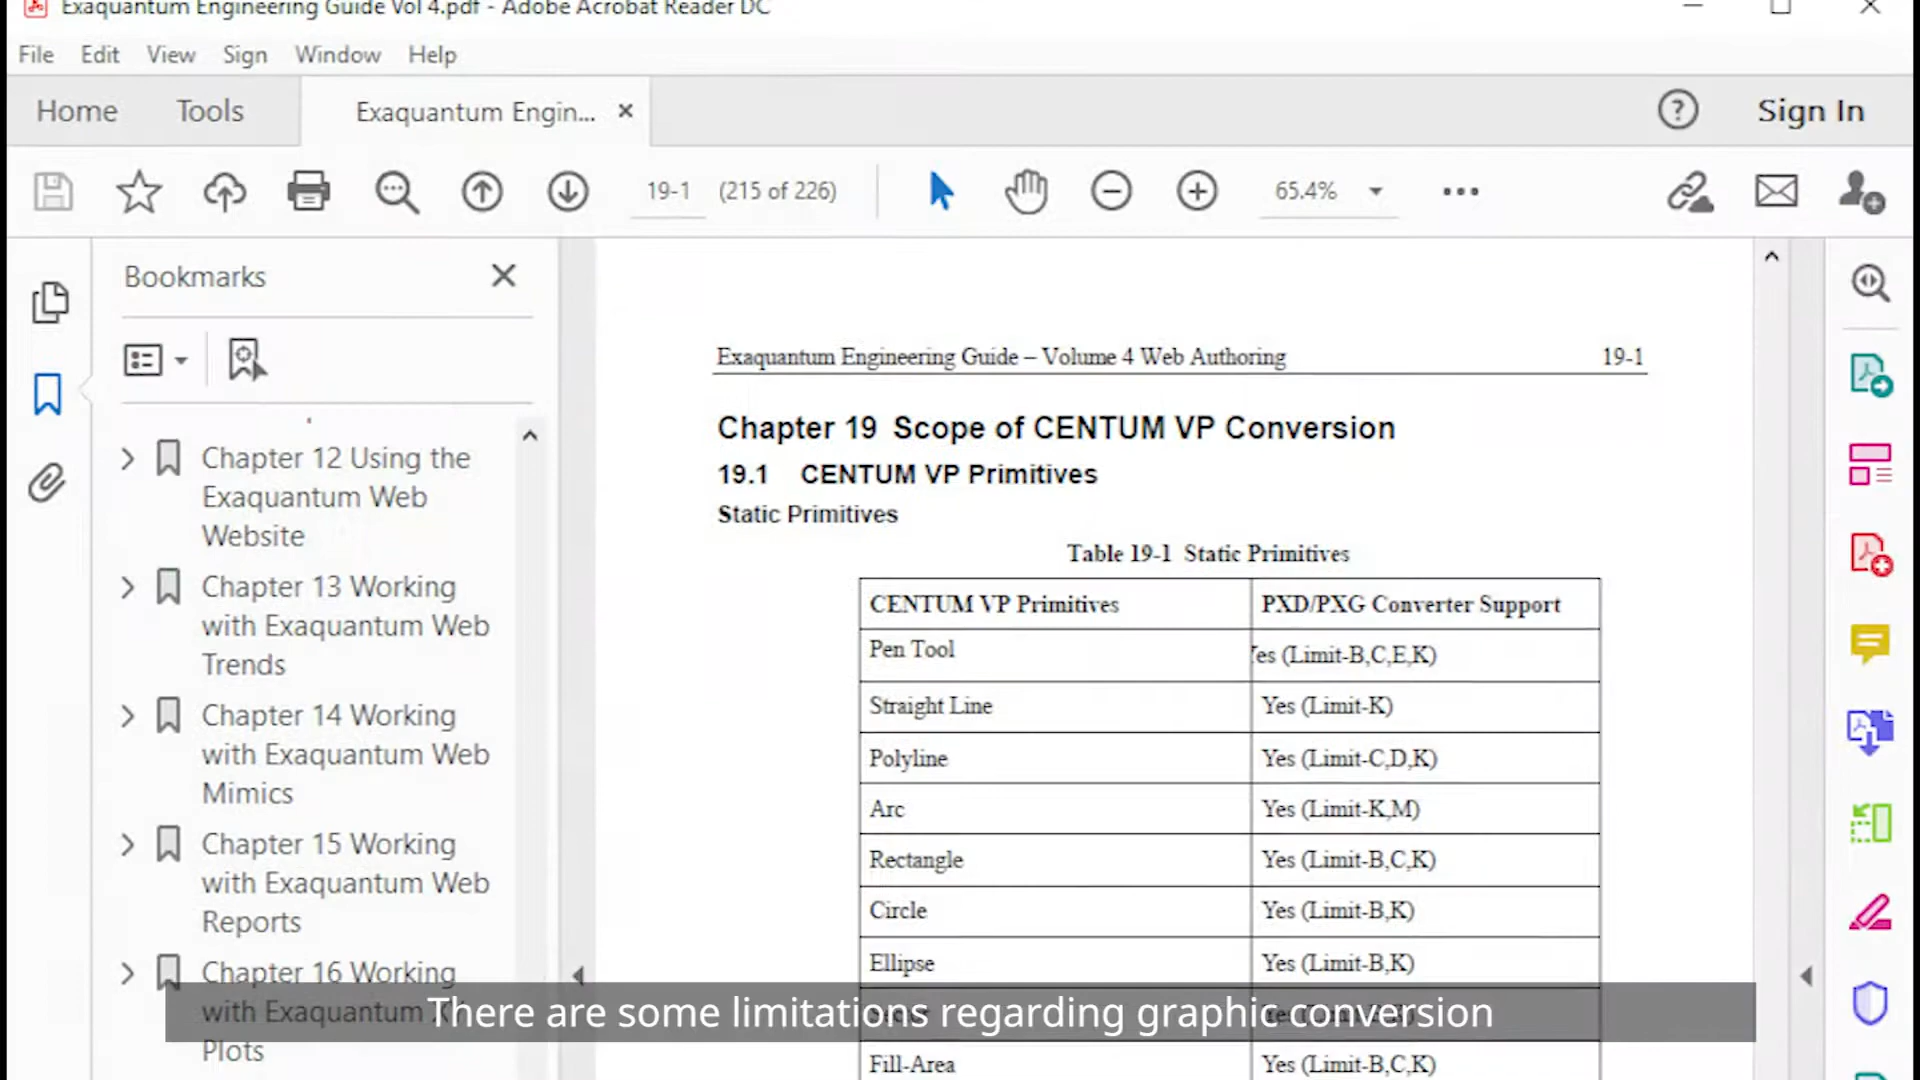 Exaquantum Engineering Guide Vol 4.pdf - Adobe Acrobat Reader DC
File Edit View Sign Window Help
Home Tools Exaquantum Engin... × ? Sign In
19-1 (215 of 226) 65.4%
Bookmarks
Chapter 12 Using the
Exaquantum Web
Website
Chapter 13 Working
with Exaquantum Web
Trends
Chapter 14 Working
with Exaquantum Web
Mimics
Chapter 15 Working
with Exaquantum Web
Reports
Chapter 16 Working
with Exaquantum
Plots
Exaquantum Engineering Guide – Volume 4 Web Authoring 19-1
Chapter 19 Scope of CENTUM VP Conversion
19.1 CENTUM VP Primitives
Static Primitives
Table 19-1 Static Primitives
CENTUM VP Primitives PXD/PXG Converter Support
Pen Tool Yes (Limit-B,C,E,K)
Straight Line Yes (Limit-K)
Polyline Yes (Limit-C,D,K)
Arc Yes (Limit-K,M)
Rectangle Yes (Limit-B,C,K)
Circle Yes (Limit-B,K)
Ellipse Yes (Limit-B,K)
Fill-Area Yes (Limit-B,C,K)
There are some limitations regarding graphic conversion